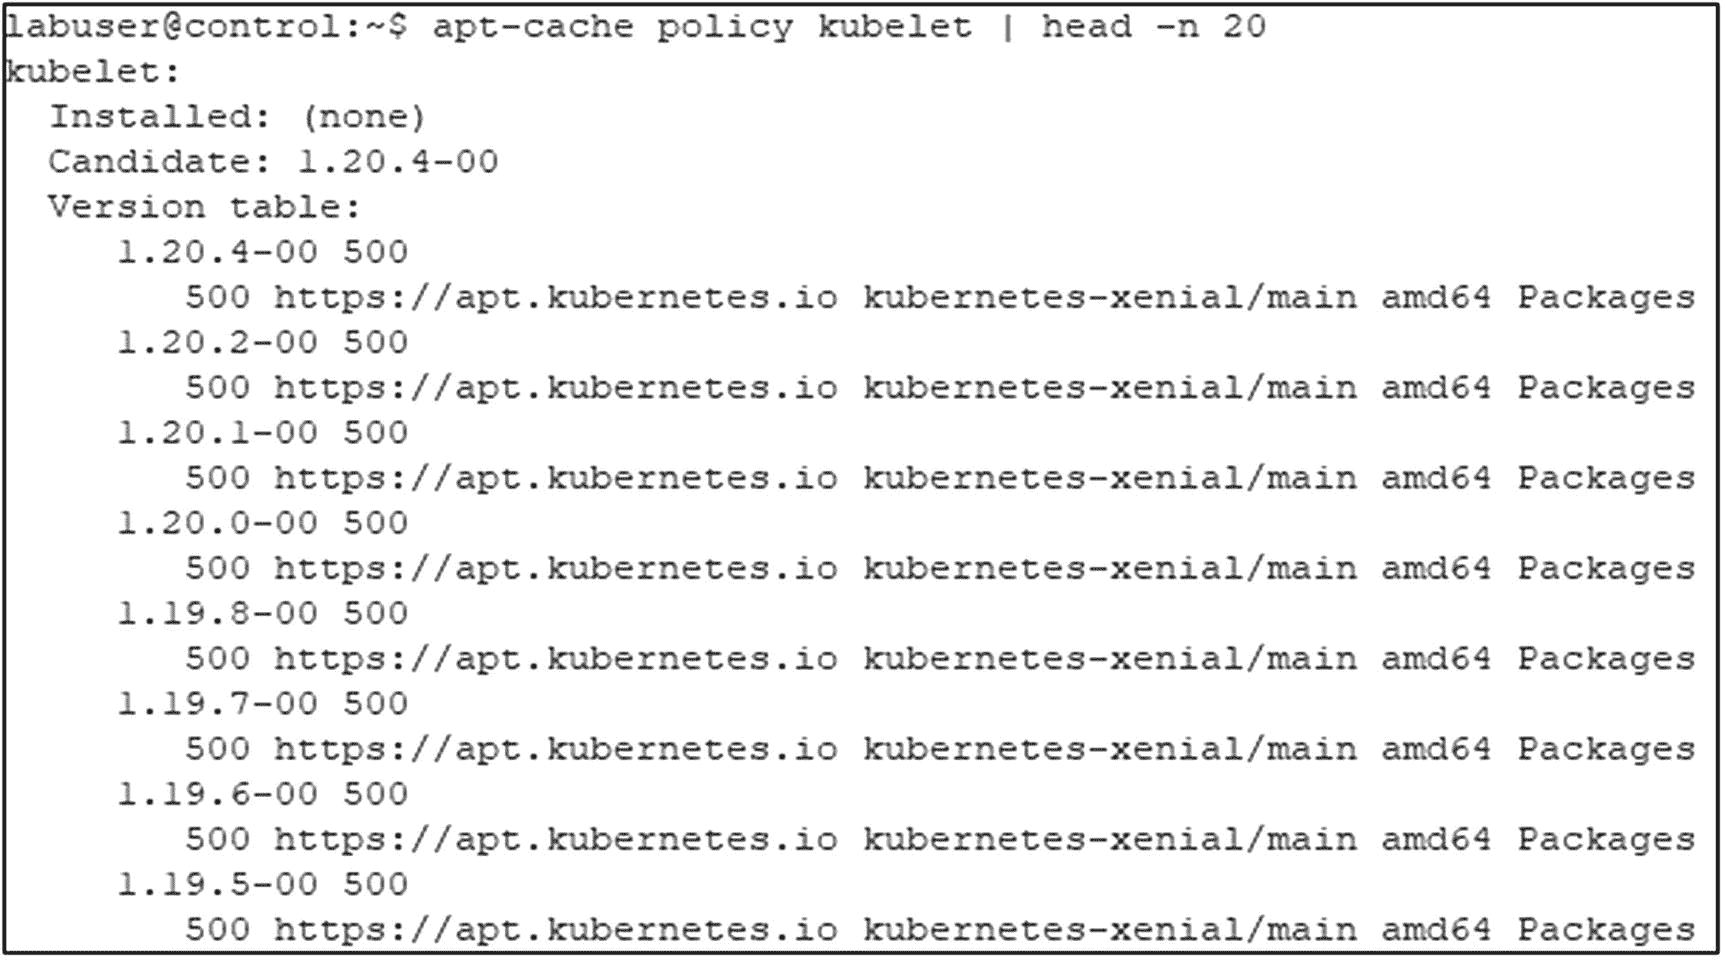 labuser@control:~$ apt-cache policy kubelet | head -n 20
kubelet:
  Installed: (none)
  Candidate: 1.20.4-00
  Version table:
     1.20.4-00 500
        500 https://apt.kubernetes.io kubernetes-xenial/main amd64 Packages
     1.20.2-00 500
        500 https://apt.kubernetes.io kubernetes-xenial/main amd64 Packages
     1.20.1-00 500
        500 https://apt.kubernetes.io kubernetes-xenial/main amd64 Packages
     1.20.0-00 500
        500 https://apt.kubernetes.io kubernetes-xenial/main amd64 Packages
     1.19.8-00 500
        500 https://apt.kubernetes.io kubernetes-xenial/main amd64 Packages
     1.19.7-00 500
        500 https://apt.kubernetes.io kubernetes-xenial/main amd64 Packages
     1.19.6-00 500
        500 https://apt.kubernetes.io kubernetes-xenial/main amd64 Packages
     1.19.5-00 500
        500 https://apt.kubernetes.io kubernetes-xenial/main amd64 Packages